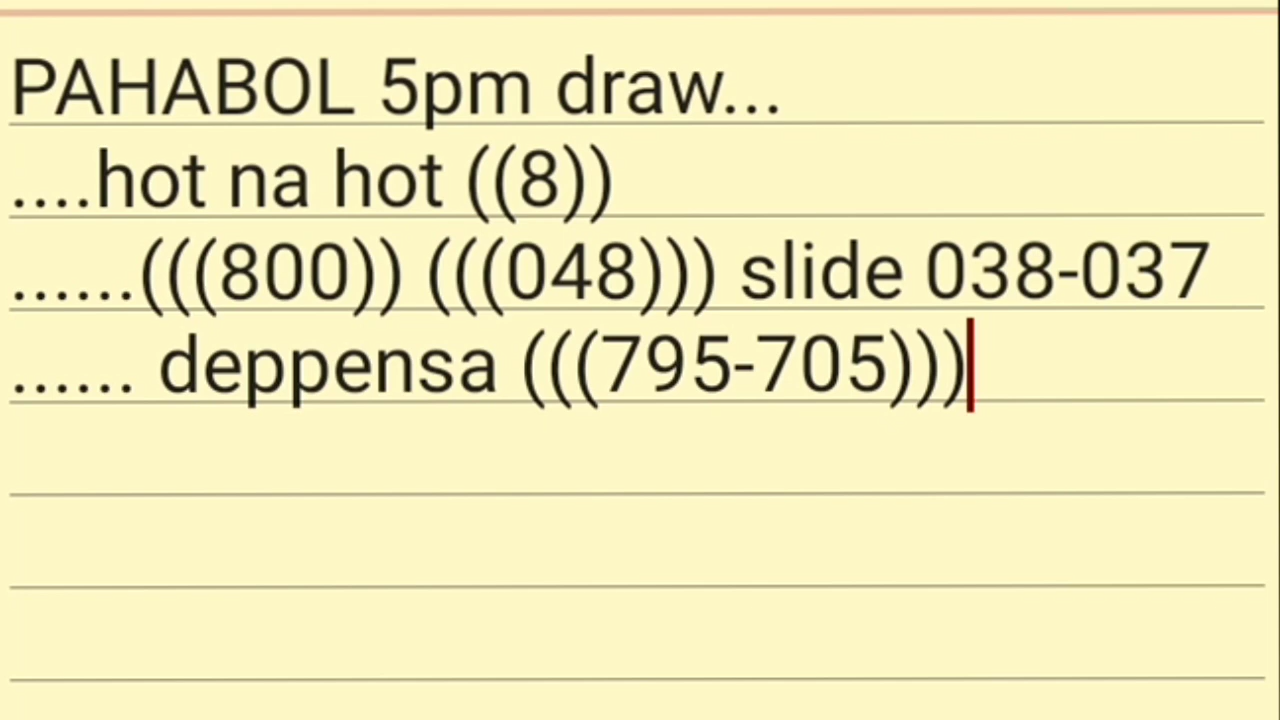 PAHABOL 5pm draw...
....hot na hot ((8))
......(((800)) (((048))) slide 038-037
...... deppensa (((795-705)))